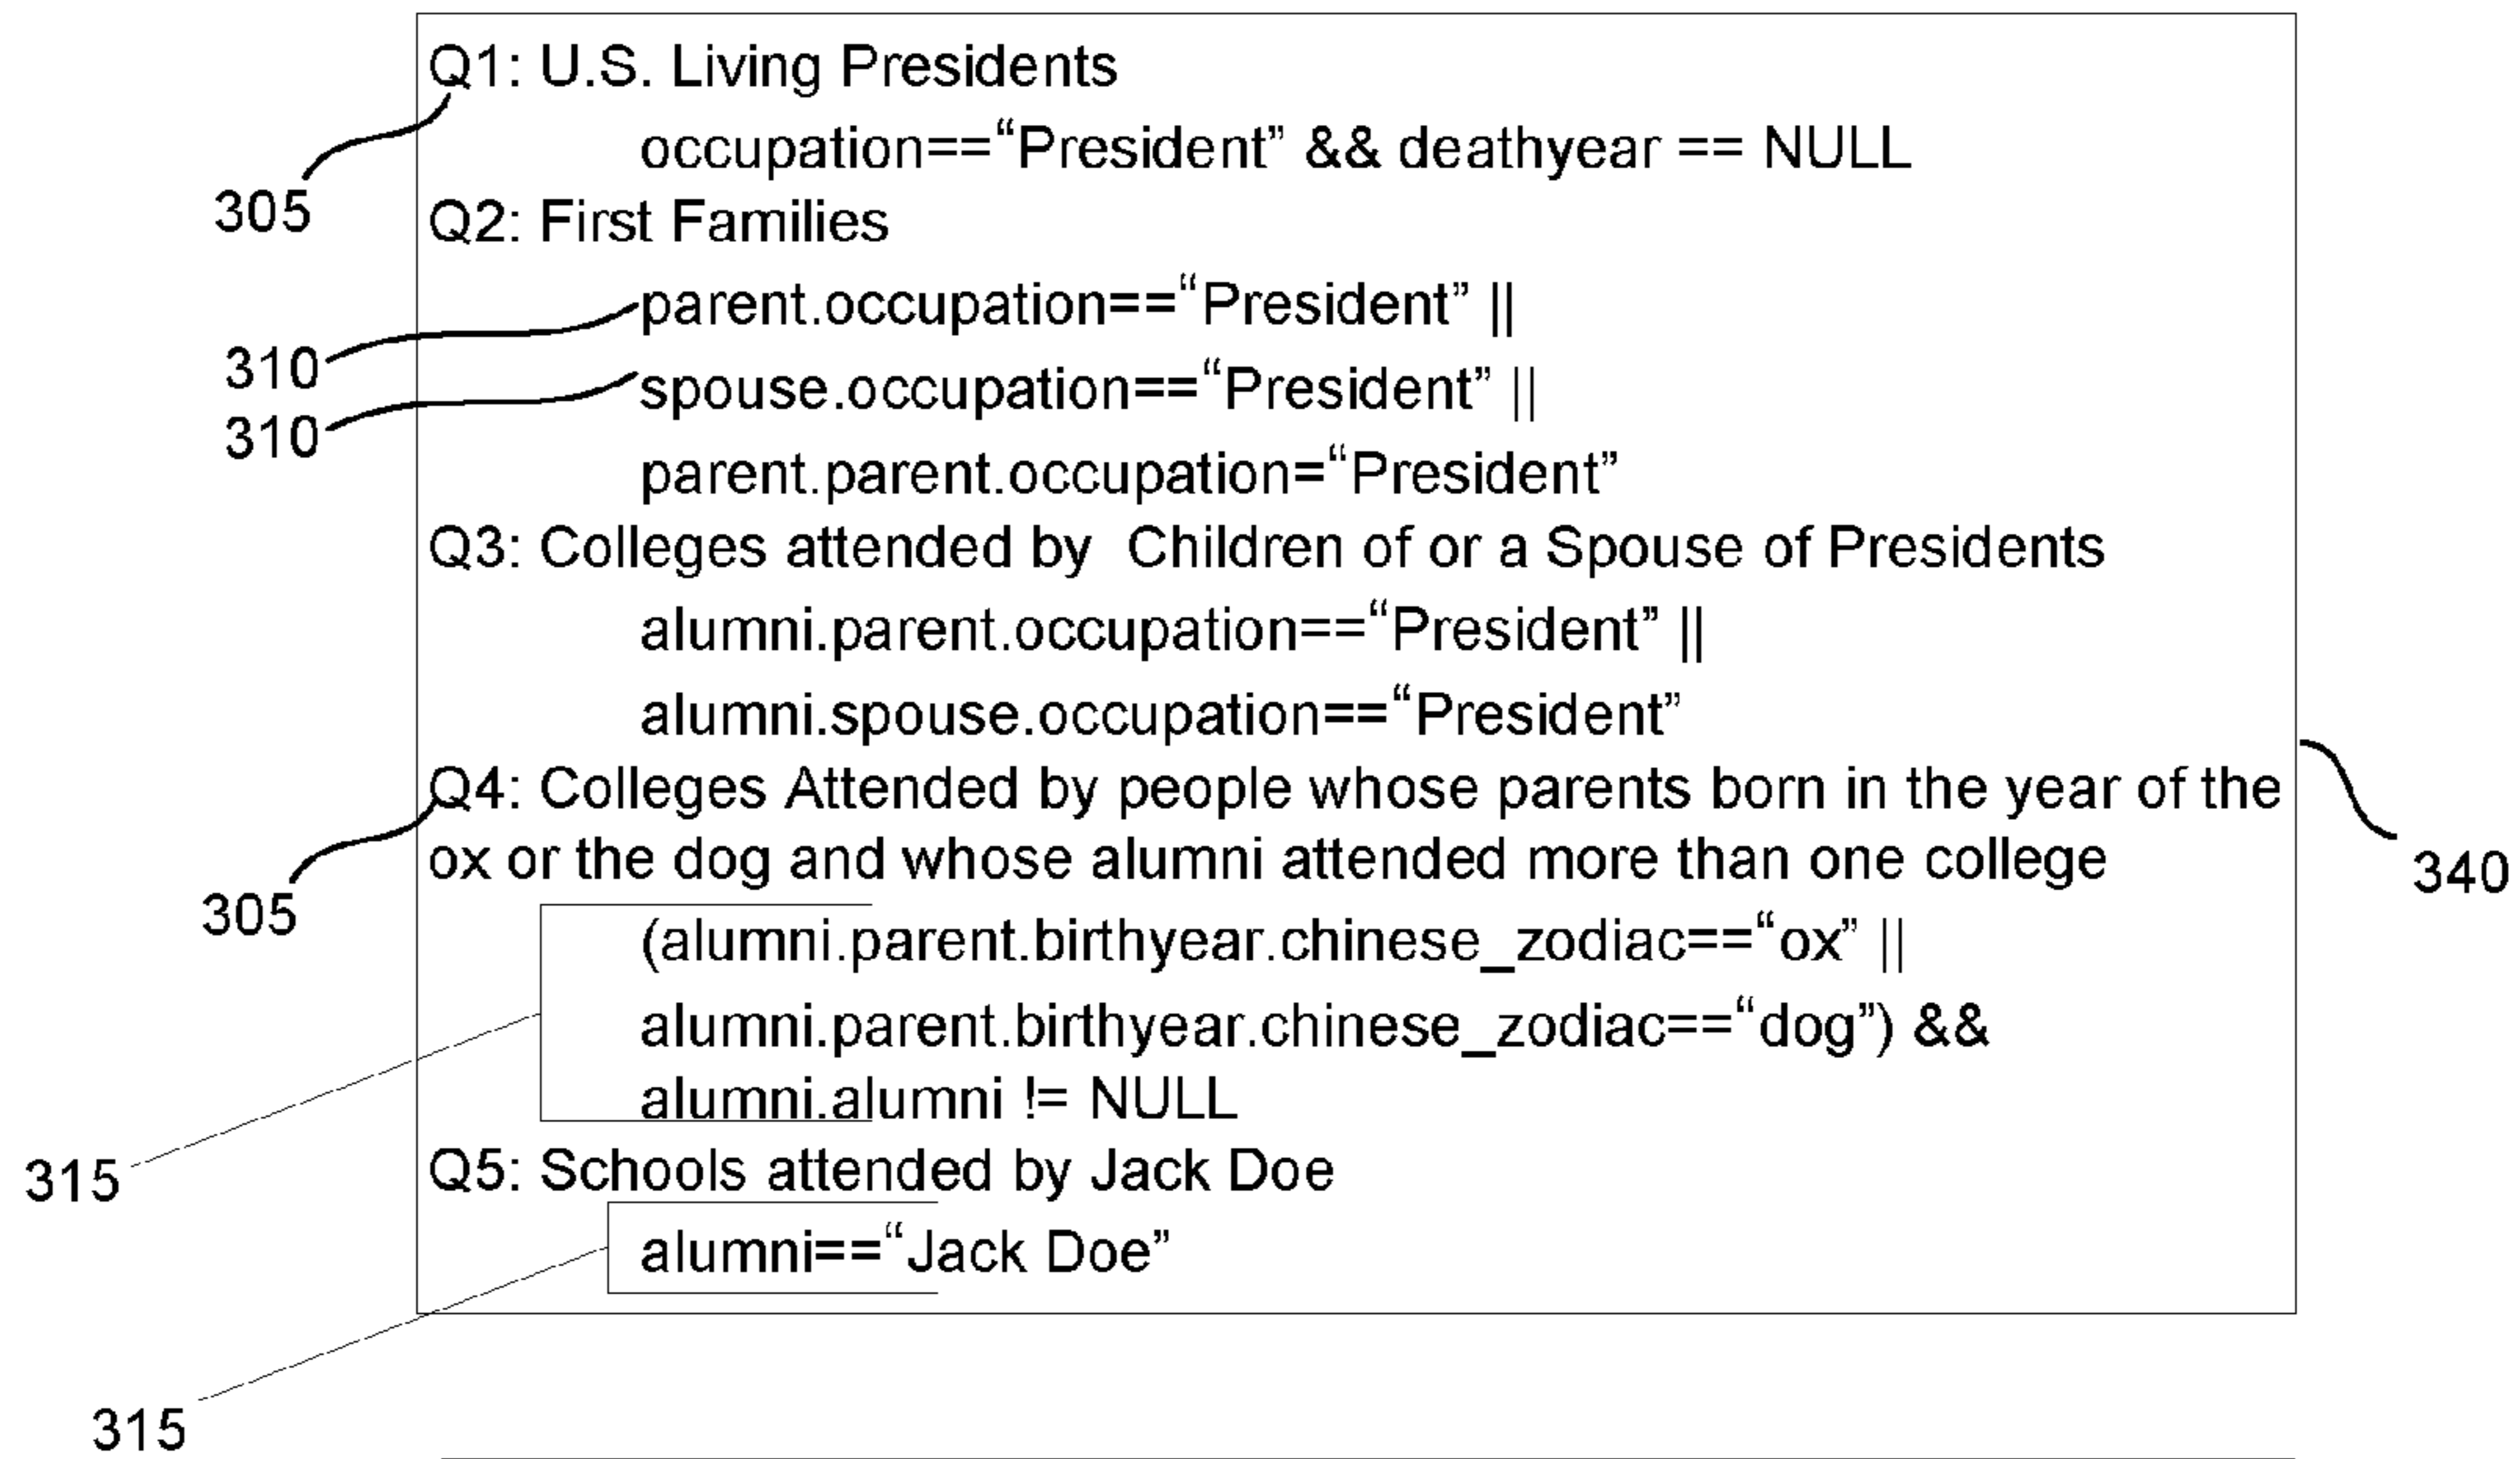 Q1: U.S. Living Presidents
occupation==“President” && deathyear == NULL
305
Q2: First Families
parent.occupation==“President” ||
310
spouse.occupation==“President” ||
310
parent.parent.occupation=“President”
Q3: Colleges attended by  Children of or a Spouse of Presidents
alumni.parent.occupation==“President” ||
alumni.spouse.occupation==“President”
Q4: Colleges Attended by people whose parents born in the year of the
ox or the dog and whose alumni attended more than one college
340
305
(alumni.parent.birthyear.chinese_zodiac==“ox” ||
alumni.parent.birthyear.chinese_zodiac==“dog”) &&
alumni.alumni != NULL
315
Q5: Schools attended by Jack Doe
alumni==“Jack Doe”
315